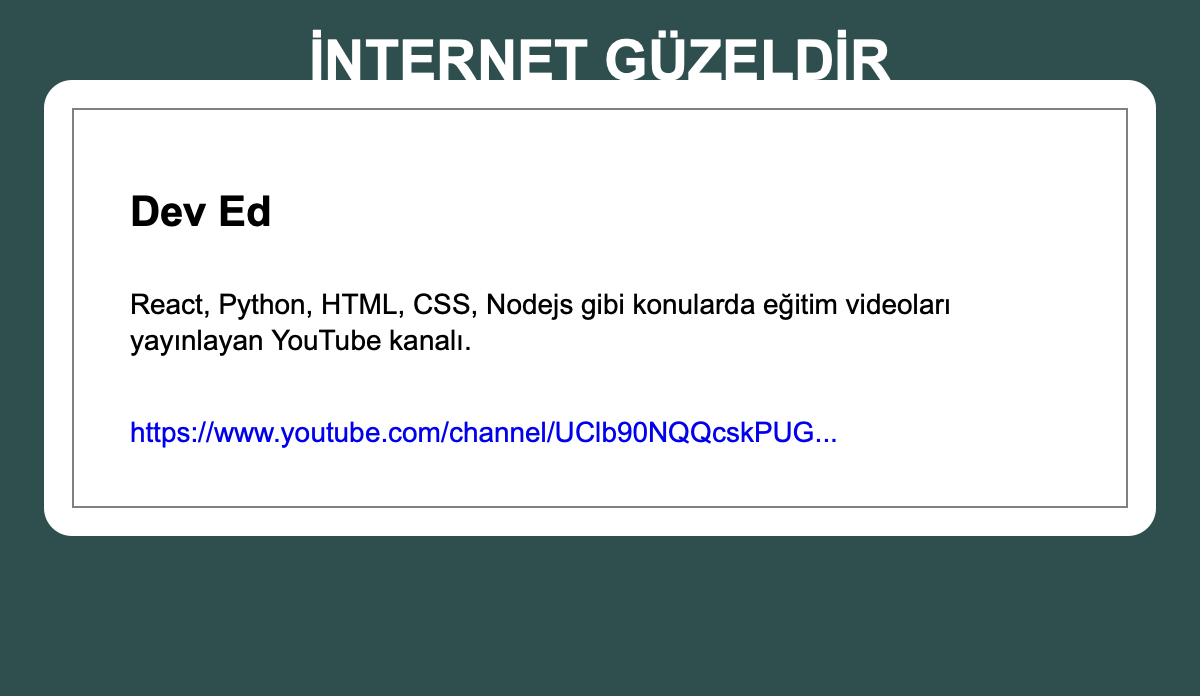 İNTERNET GÜZELDİR
Dev Ed
React, Python, HTML, CSS, Nodejs gibi konularda eğitim videoları
yayınlayan YouTube kanalı.
https://www.youtube.com/channel/UClb90NQQcskPUG...